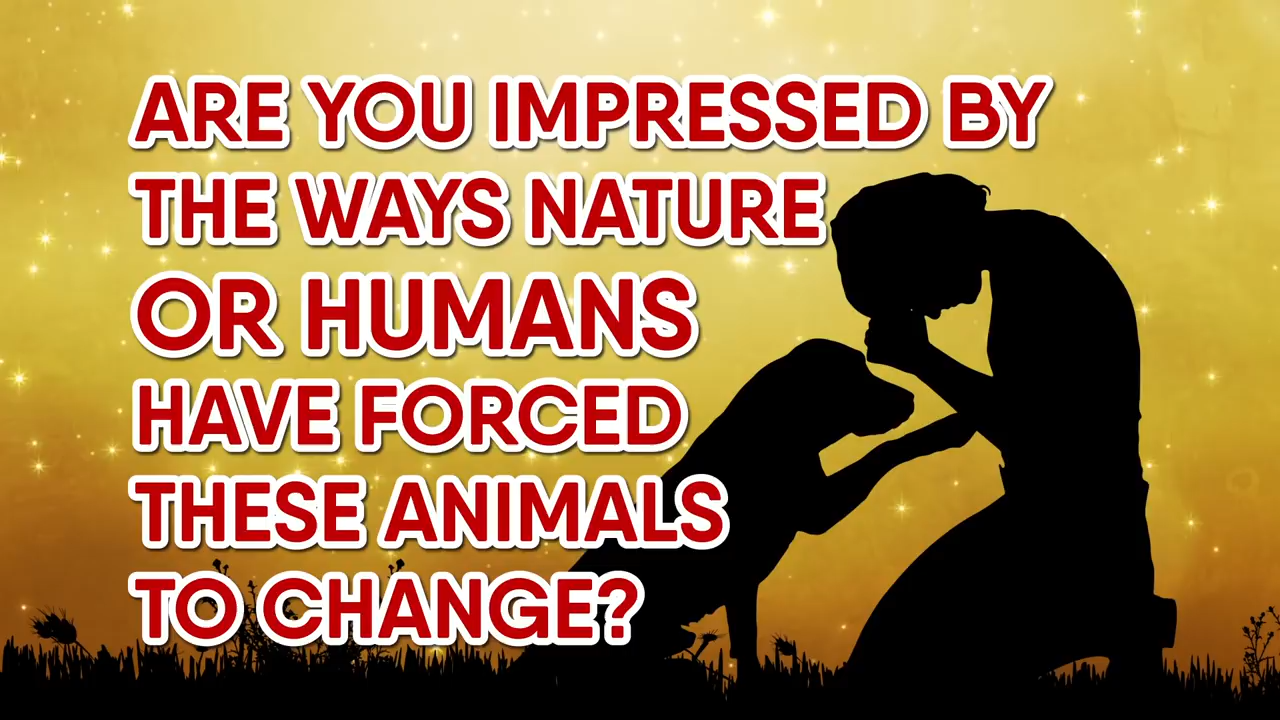 ARE YOU IMPRESSED BY
THE WAYS NATURE
OR HUMANS
HAVE FORCED
THESE ANIMALS
TO CHANGE?